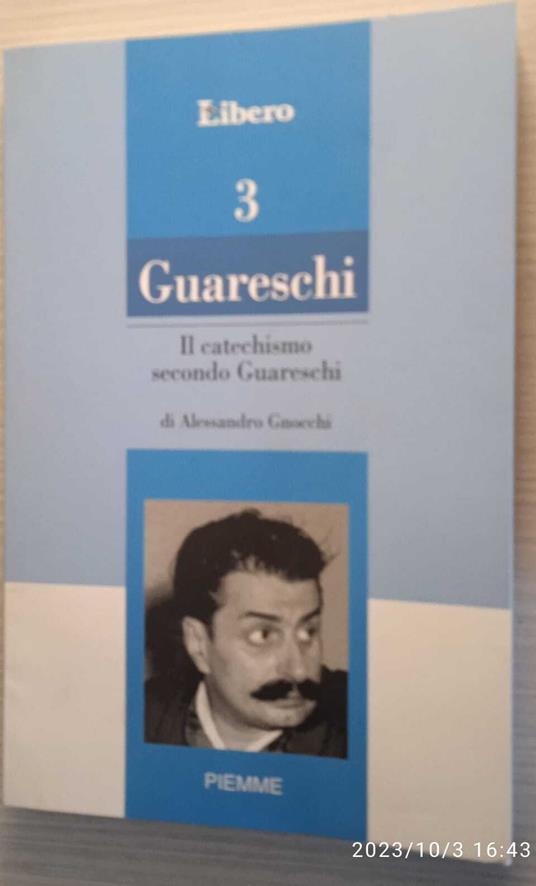 Libero
3
Guareschi
Il catechismo
secondo Guareschi
di Alessandro Gnocchi
PIEMME
2023/10/3 16:43